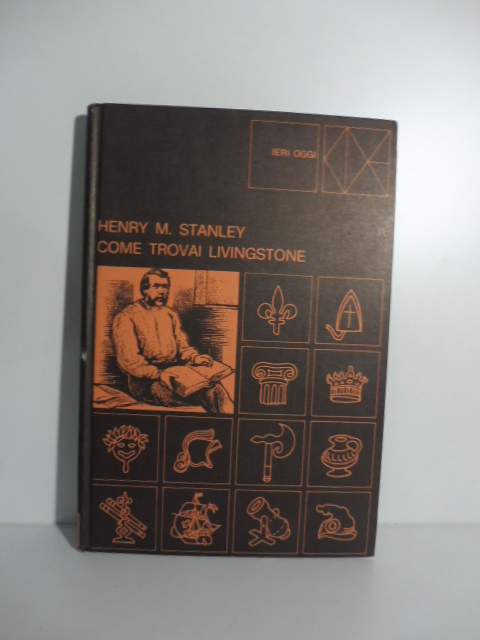 IERI OGGI
HENRY M. STANLEY
COME TROVAI LIVINGSTONE